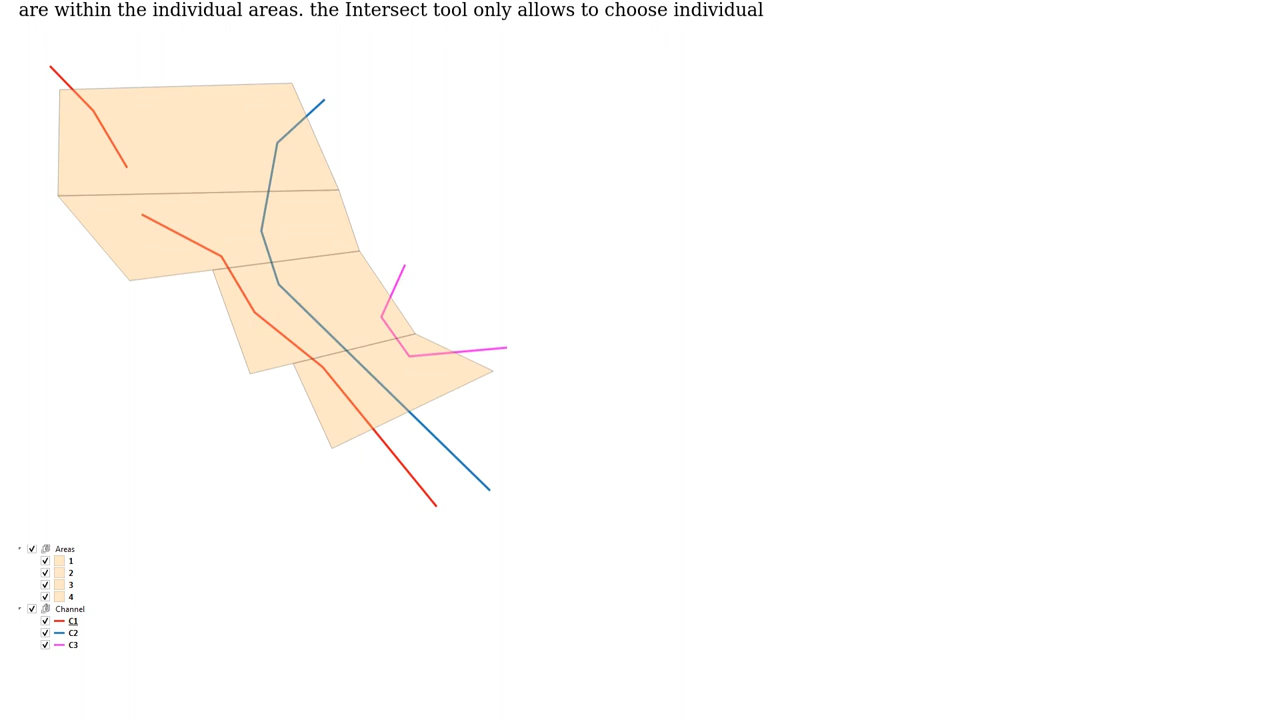 are within the individual areas. the Intersect tool only allows to choose individual
Areas
1
2
3
4
Channel
C1
C2
C3